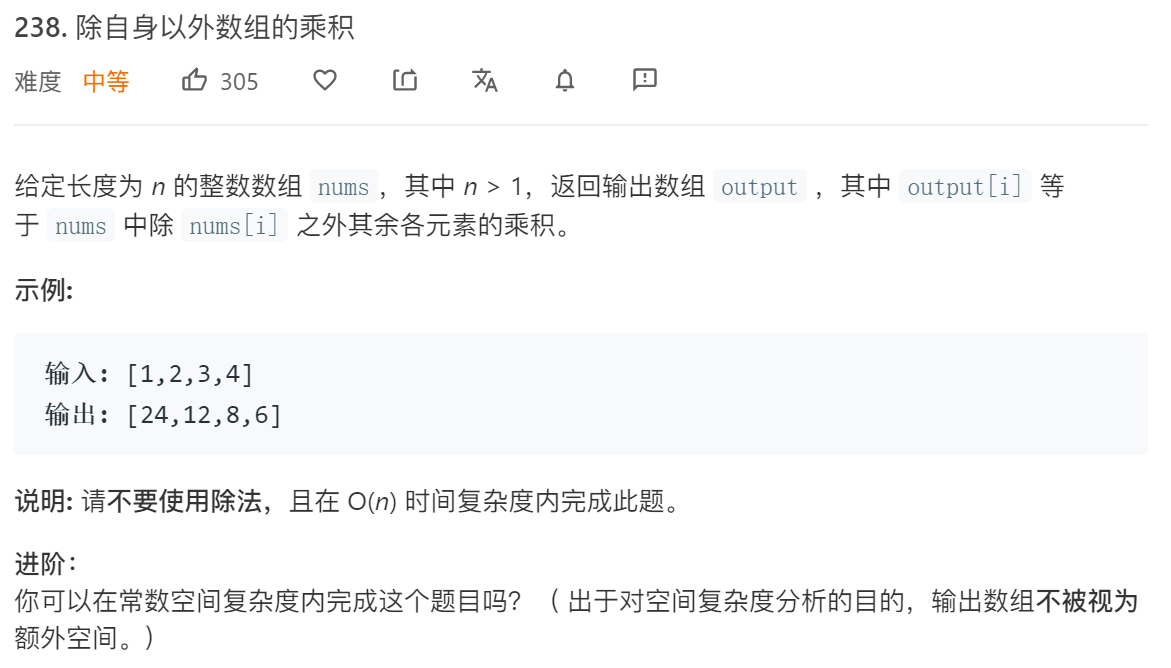 238. 除自身以外数组的乘积
难度 中等 305
给定长度为 n 的整数数组 nums ，其中 n > 1，返回输出数组 output ，其中 output[i] 等
于 nums 中除 nums[i] 之外其余各元素的乘积。
示例:
输入: [1,2,3,4]
输出: [24,12,8,6]
说明: 请不要使用除法，且在 O(n) 时间复杂度内完成此题。
进阶：
你可以在常数空间复杂度内完成这个题目吗？（ 出于对空间复杂度分析的目的，输出数组不被视为
额外空间。）